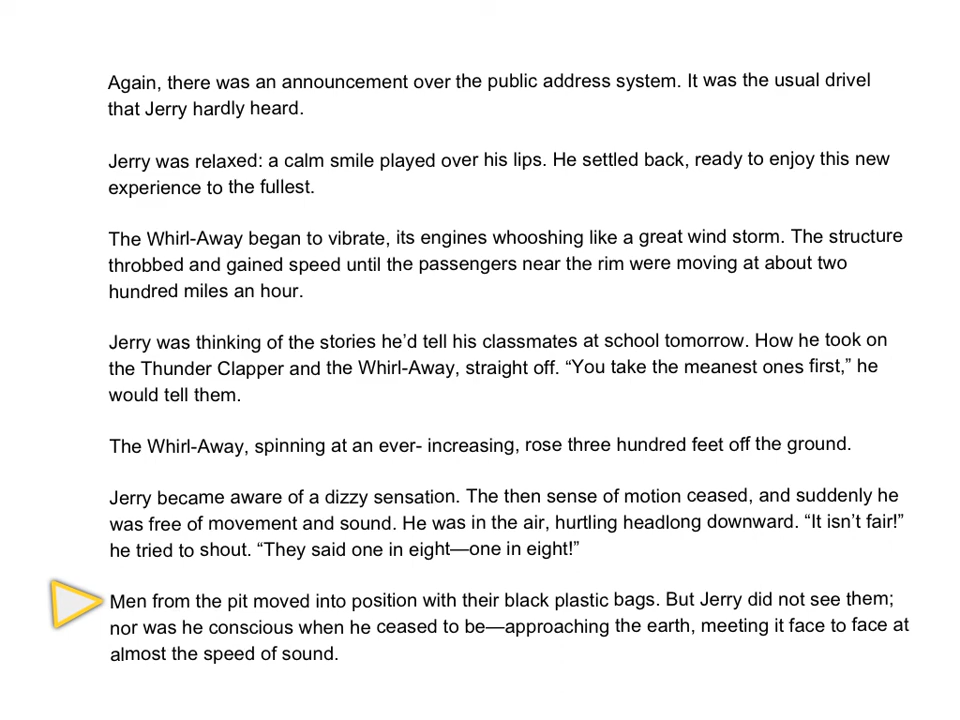 Again, there was an announcement over the public address system. It was the usual drivel
that Jerry hardly heard.
Jerry was relaxed: a calm smile played over his lips. He settled back, ready to enjoy this new
experience to the fullest.
The Whirl-Away began to vibrate, its engines whooshing like a great wind storm. The structure
throbbed and gained speed until the passengers near the rim were moving at about two
hundred miles an hour.
Jerry was thinking of the stories he’d tell his classmates at school tomorrow. How he took on
the Thunder Clapper and the Whirl-Away, straight off. “You take the meanest ones first,” he
would tell them.
The Whirl-Away, spinning at an ever- increasing, rose three hundred feet off the ground.
Jerry became aware of a dizzy sensation. The then sense of motion ceased, and suddenly he
was free of movement and sound. He was in the air, hurtling headlong downward. “It isn’t fair!”
he tried to shout. “They said one in eight—one in eight!”
Men from the pit moved into position with their black plastic bags. But Jerry did not see them;
nor was he conscious when he ceased to be—approaching the earth, meeting it face to face at
almost the speed of sound.